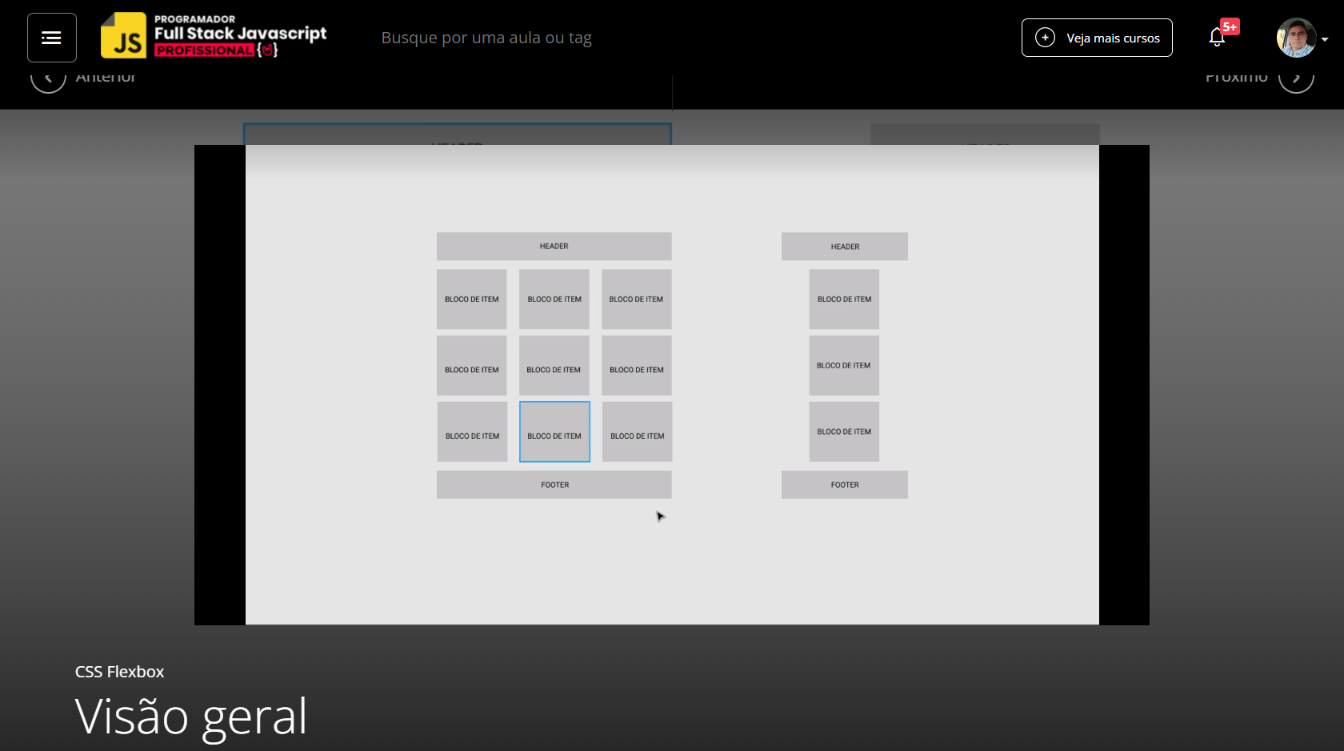 JS
PROGRAMADOR
Full Stack Javascript
PROFISSIONAL
Busque por uma aula ou tag
Veja mais cursos
5+
Anterior
Próximo
HEADER
HEADER
HEADER
HEADER
BLOCO DE ITEM
BLOCO DE ITEM
BLOCO DE ITEM
BLOCO DE ITEM
BLOCO DE ITEM
BLOCO DE ITEM
BLOCO DE ITEM
BLOCO DE ITEM
BLOCO DE ITEM
BLOCO DE ITEM
BLOCO DE ITEM
BLOCO DE ITEM
FOOTER
FOOTER
CSS Flexbox
Visão geral